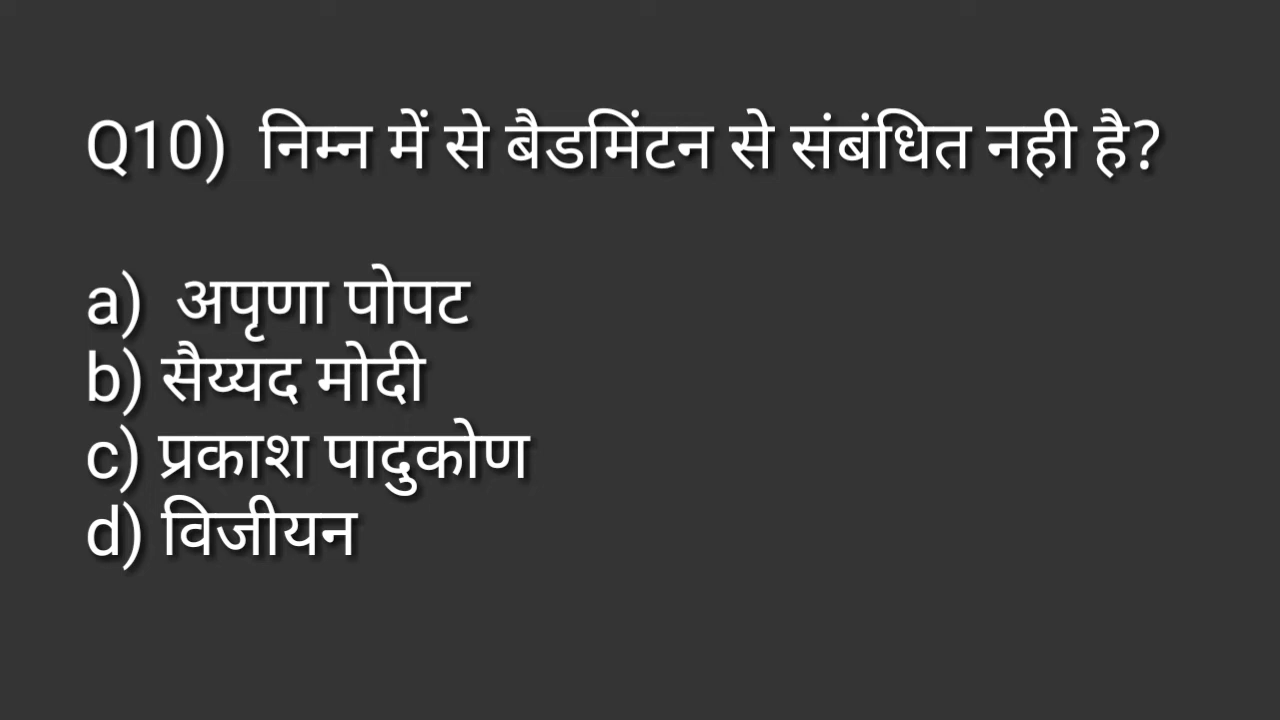 Q10) निम्न में से बैडमिंटन से संबंधित नही है?
a) अपृणा पोपट
b) सैय्यद मोदी
c) प्रकाश पादुकोण
d) विजीयन